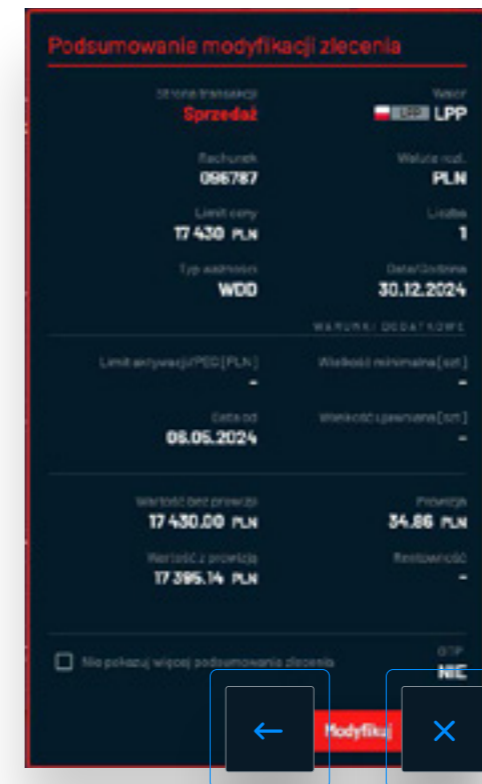 Podsumowanie modyfikacji zlecenia
Strona transakcji Walor
Sprzedaż LPP LPP
Rachunek Waluta rozl.
096787 PLN
Limit ceny Liczba
17 430 PLN 1
Typ ważności Data/Godzina
WDD 30.12.2024
WARUNKI DODATKOWE
Limit aktywacji/PEG [PLN] Wielkość minimalna [szt]
- -
Data od Wielkość ujawniana [szt]
06.05.2024 -
Wartość bez prowizji Prowizja
17 430.00 PLN 34.86 PLN
Wartość z prowizją Rentowność
17 395.14 PLN -
Nie pokazuj więcej podsumowania zlecenia OTP
NIE
Modyfikuj